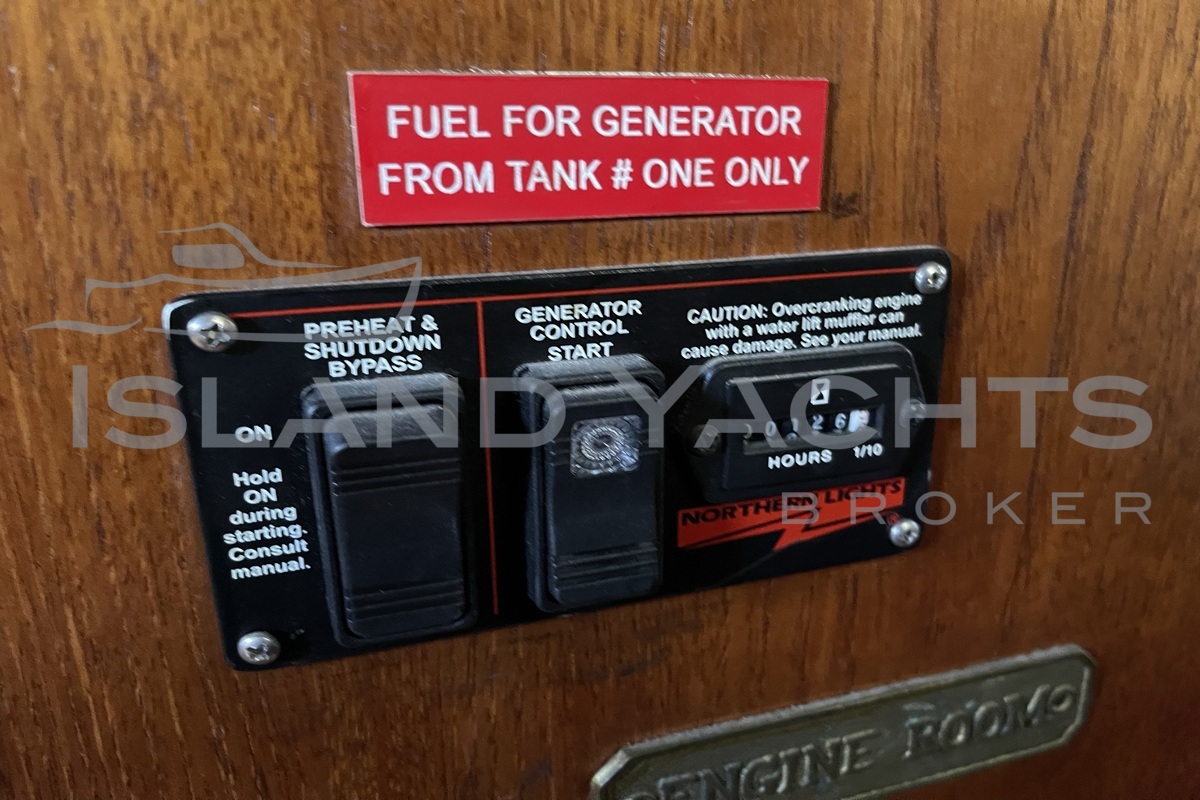 FUEL FOR GENERATOR
FROM TANK # ONE ONLY
PREHEAT &
SHUTDOWN
BYPASS
ON
Hold
ON
during
starting.
Consult
manual.
GENERATOR
CONTROL
START
CAUTION: Overcranking engine
with a water lift muffler can
cause damage. See your manual.
HOURS 1/10
NORTHERN LIGHTS
ISLAND YACHTS
BROKER
ENGINE ROOM